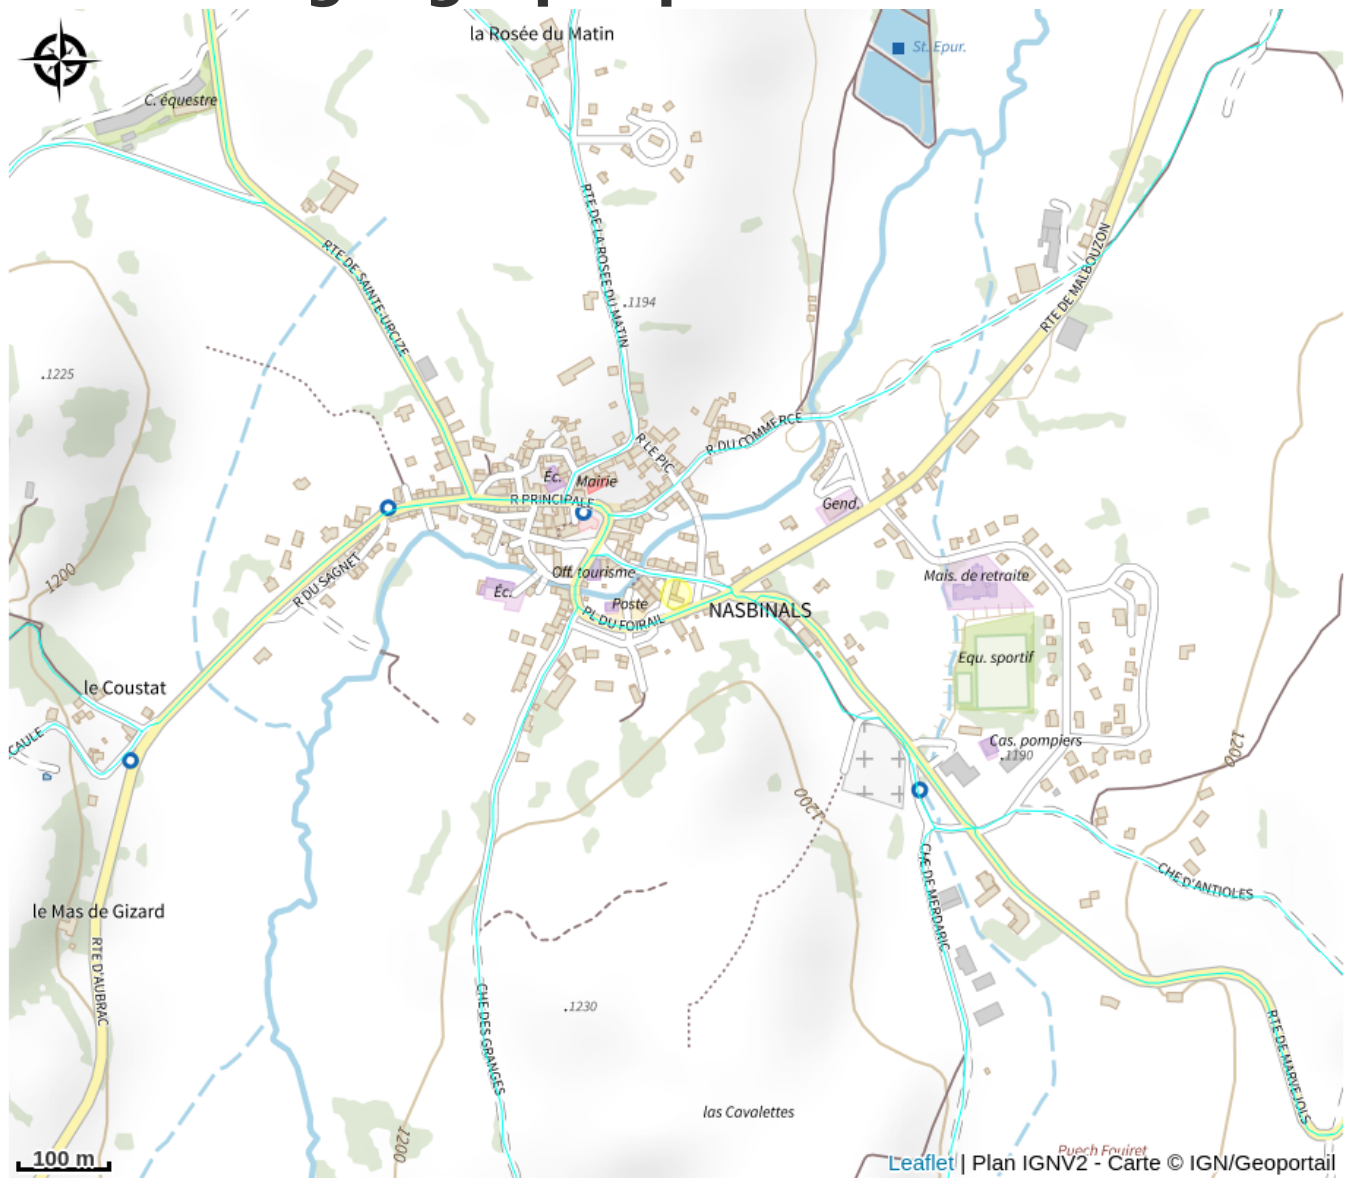 la Rosée du Matin
St. Epur.
C. équestre
RTE DE LA ROSEE DU MATIN
RTE DE SAINTE-URCIZE
RTE DE MALBOUZON
.1194
.1225
R DU COMMERCE
R LE PIC
Éc.
Mairie
R PRINCIPALE
Gend.
1200
R DU SAGNET
Off. tourisme
Mais. de retraite
Éc.
Poste
NASBINALS
PL DU FOIRAIL
Equ. sportif
le Coustat
CAULE
Cas. pompiers
.1190
1200
1200
CHE D'ANTIOLES
CHE DE MERDARIC
le Mas de Gizard
RTE D'AUBRAC
.1230
CHE DES GRANGES
RTE DE MARVEJOLS
las Cavalettes
1200
Puech Fouiret
100 m
Leaflet | Plan IGNV2 - Carte © IGN/Geoportail